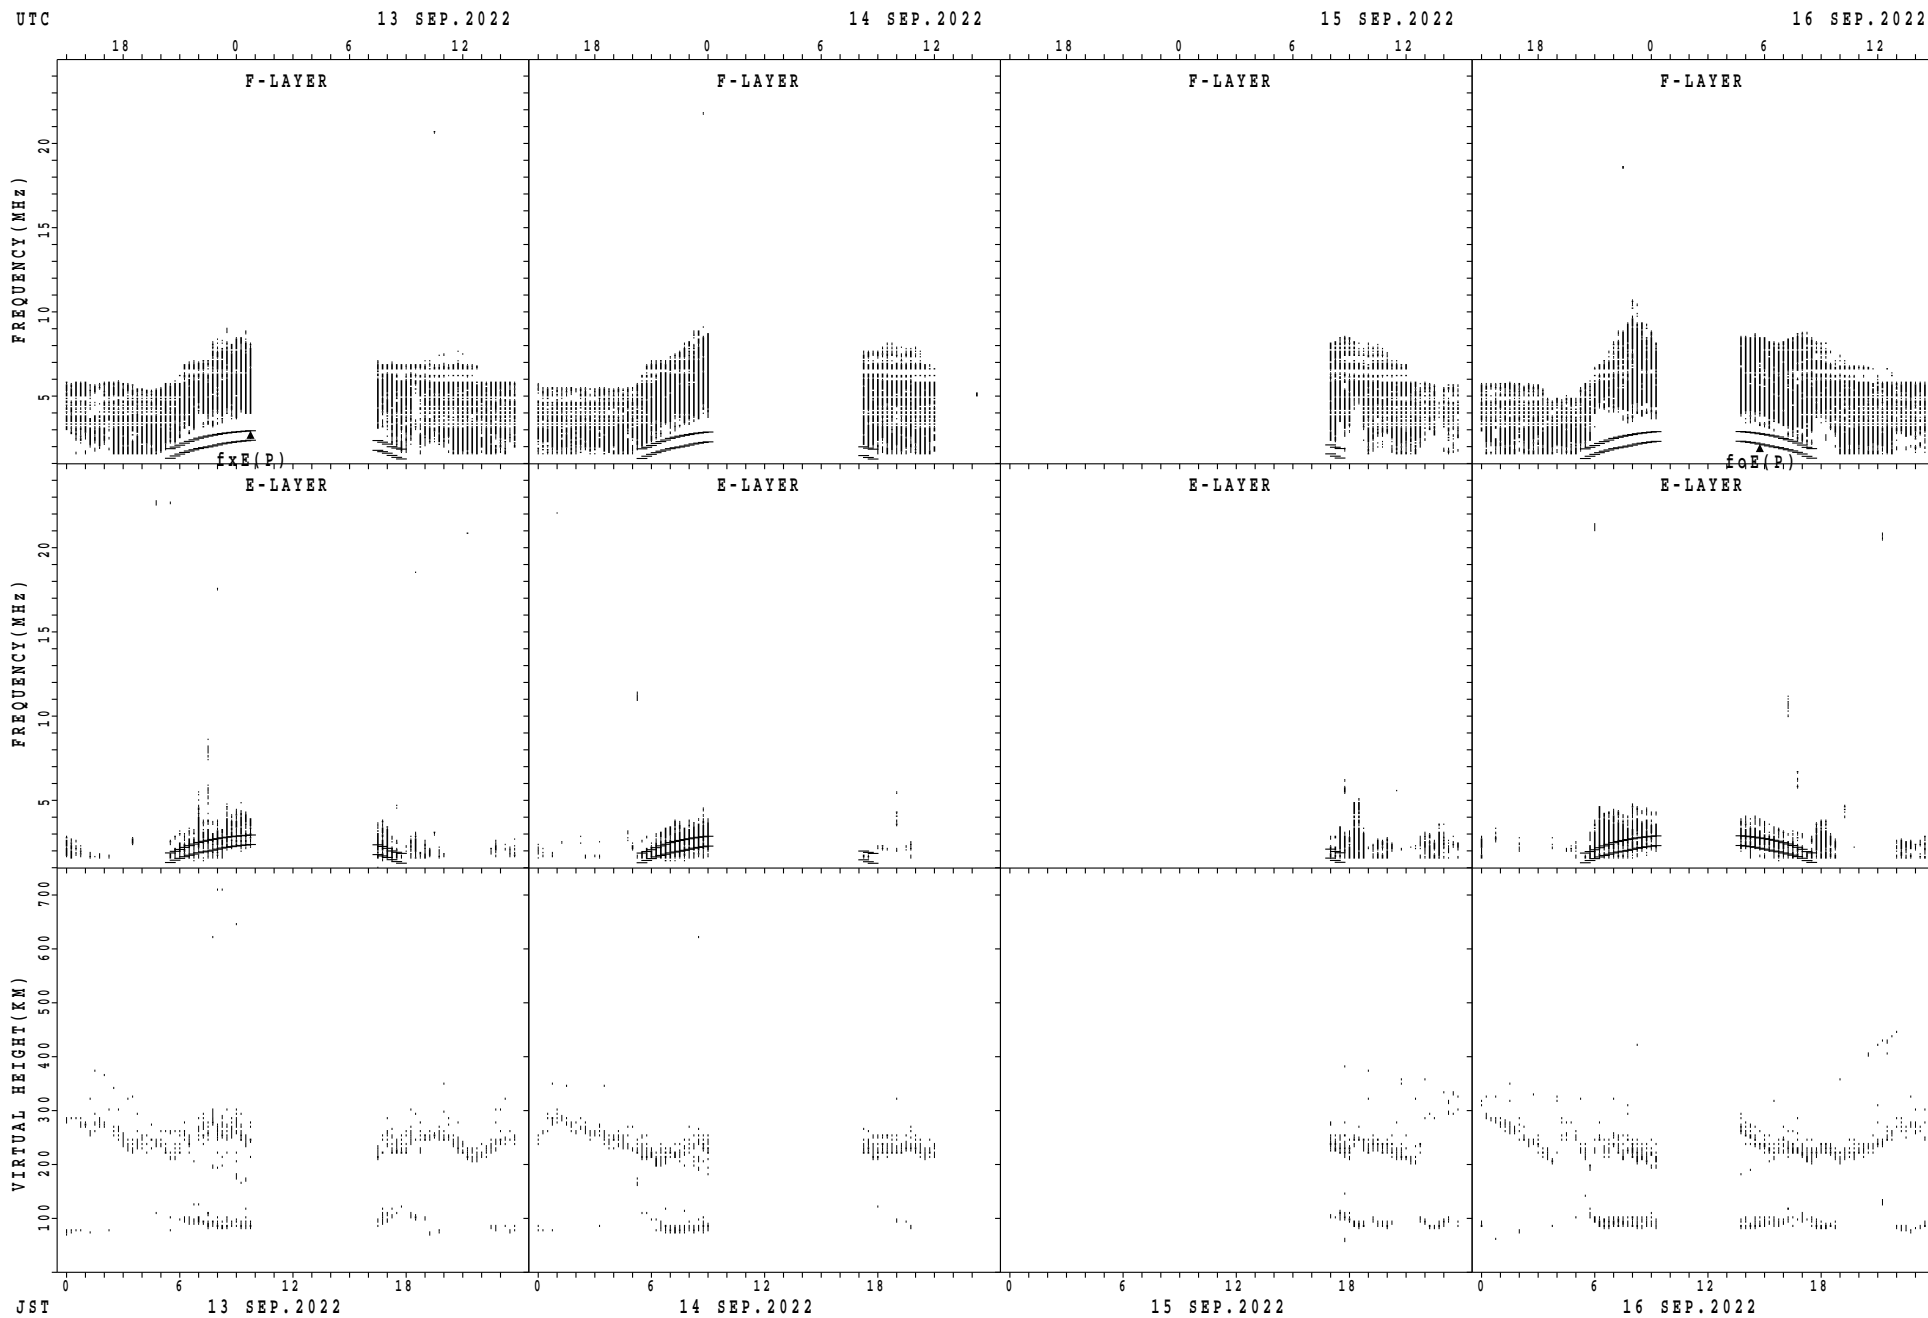 UTC 13 SEP.2022 14 SEP.2022 15 SEP.2022 16 SEP.2022
18 0 6 12 18 0 6 12 18 0 6 12 18 0 6 12
F-LAYER F-LAYER F-LAYER F-LAYER
FREQUENCY(MHz)
20
15
10
5
fxE(P) foE(P)
E-LAYER E-LAYER E-LAYER E-LAYER
FREQUENCY(MHz)
20
15
10
5
VIRTUAL HEIGHT(KM)
700
600
500
400
300
200
100
0 6 12 18 0 6 12 18 0 6 12 18 0 6 12 18
JST 13 SEP.2022 14 SEP.2022 15 SEP.2022 16 SEP.2022